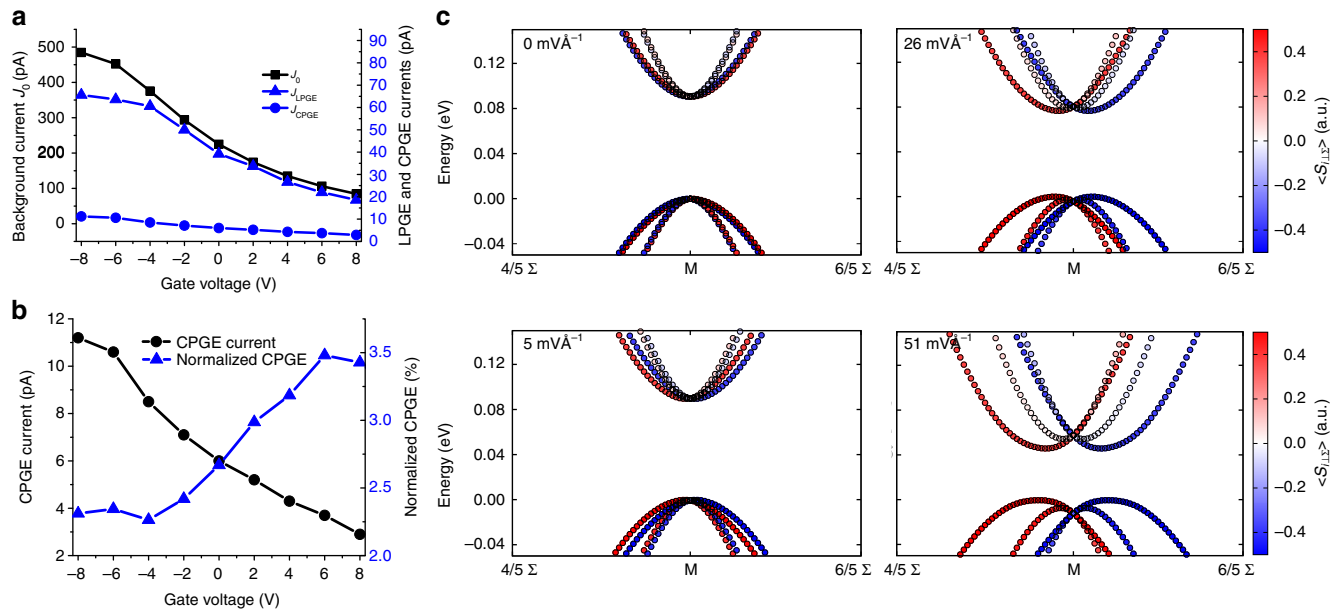 a
Background current J0 (pA)
500
400
300
200
100
0
J0
JLPGE
JCPGE
90
80
70
60
50
40
30
20
10
0
LPGE and CPGE currents (pA)
−8 −6 −4 −2 0 2 4 6 8
Gate voltage (V)
b
CPGE current (pA)
12
10
8
6
4
2
CPGE current
Normalized CPGE
3.5
3.0
2.5
2.0
Normalized CPGE (%)
−8 −6 −4 −2 0 2 4 6 8
Gate voltage (V)
c
0 mVÅ−1
Energy (eV)
0.12
0.08
0.04
0.00
−0.04
4/5 Σ M 6/5 Σ
26 mVÅ−1
4/5 Σ M 6/5 Σ
0.4
0.2
0.0
−0.2
−0.4
<Si⊥Σ> (a.u.)
5 mVÅ−1
Energy (eV)
0.12
0.09
0.04
0.00
−0.04
4/5 Σ M 6/5 Σ
51 mVÅ−1
4/5 Σ M 6/5 Σ
0.4
0.2
0.0
−0.2
−0.4
<Si⊥Σ> (a.u.)